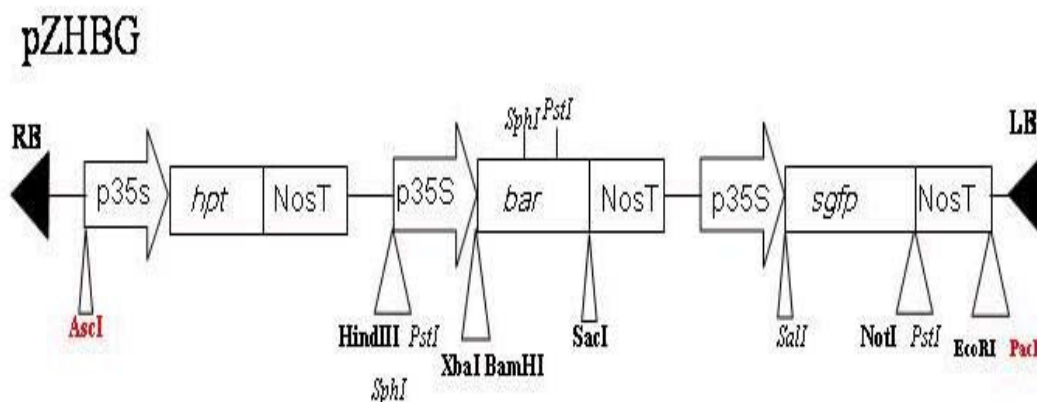 pZHBG
SphI PstI
RB LB
p35s hpt NosT p35S bar NosT p35S sgfp NosT
AscI HindIII PstI SacI SalI NotI PstI EcoRI PacI
XbaI BamHI
SphI